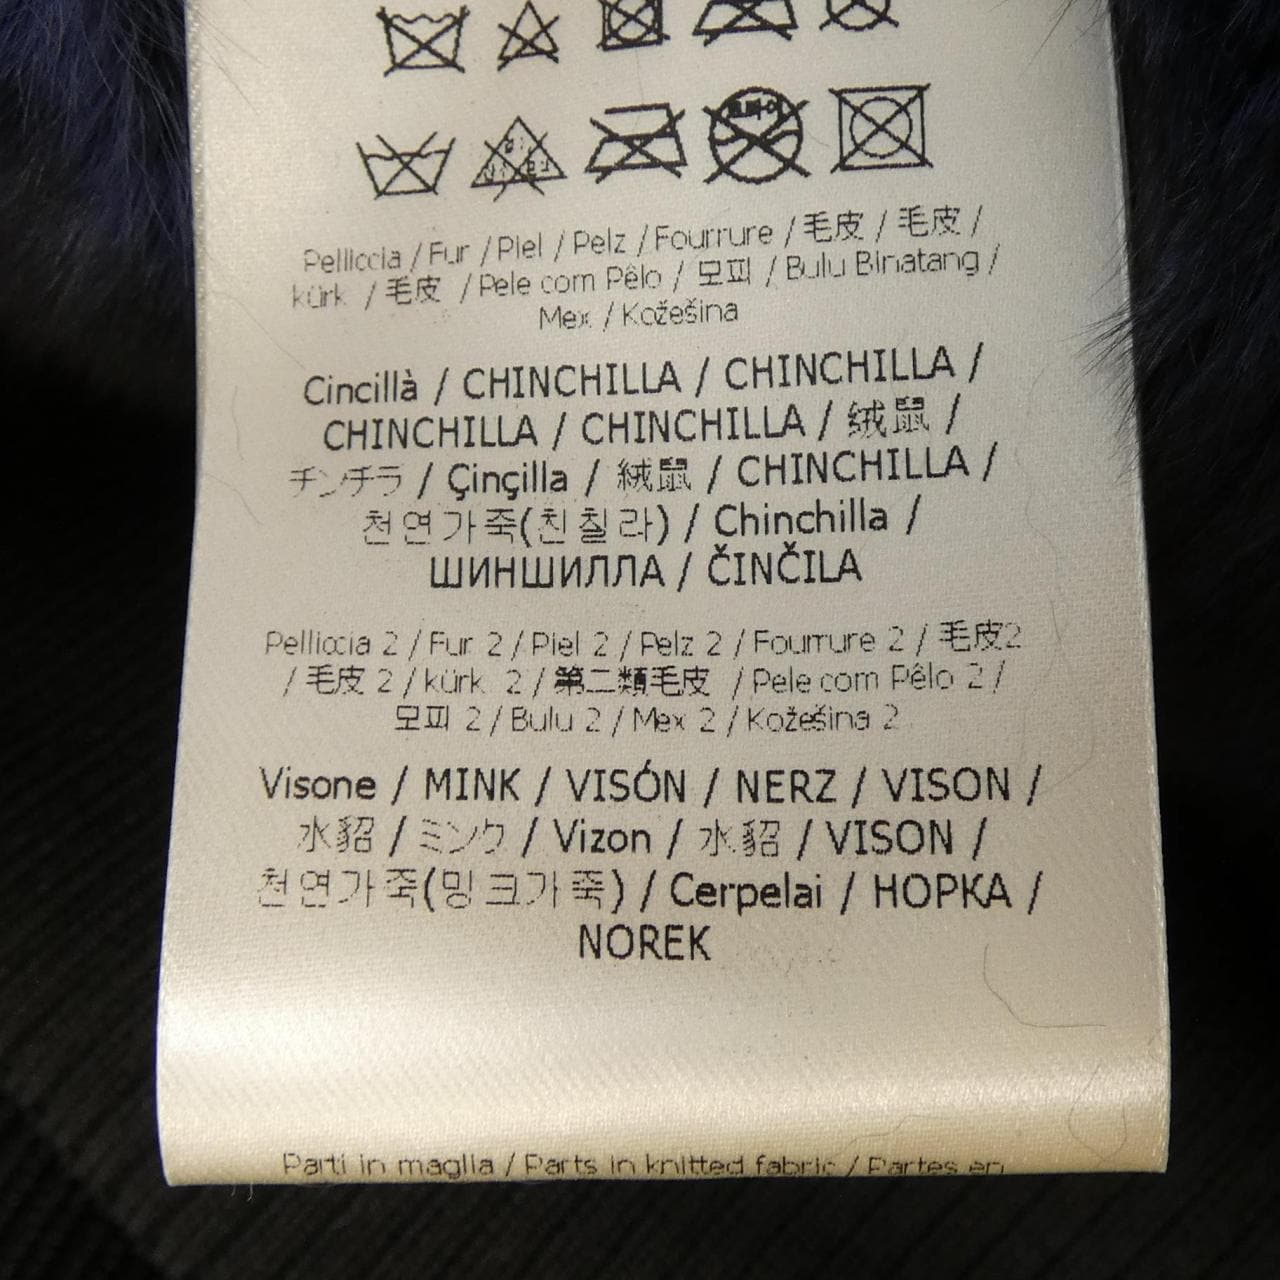 Pelliccia / Fur / Piel / Pelz / Fourrure / 毛皮 / 毛皮 /
kürk / 毛皮 / Pele com Pêlo / 모피 / Bulu Binatang /
Mex / Kožešina
Cincillà / CHINCHILLA / CHINCHILLA /
CHINCHILLA / CHINCHILLA / 绒鼠 /
チンチラ / Çinçilla / 絨鼠 / CHINCHILLA /
천연가죽(친칠라) / Chinchilla /
ШИНШИЛЛА / ČINČILA
Pelliccia 2 / Fur 2 / Piel 2 / Pelz 2 / Fourrure 2 / 毛皮2
/ 毛皮 2 / kürk 2 / 第二類毛皮 / Pele com Pêlo 2 /
모피 2 / Bulu 2 / Mex 2 / Kožešina 2
Visone / MINK / VISÓN / NERZ / VISON /
水貂 / ミンク / Vizon / 水貂 / VISON /
천연가죽(밍크가죽) / Cerpelai / НОРКА /
NOREK
Parti in maglia / Parts in knitted fabric / Partes en